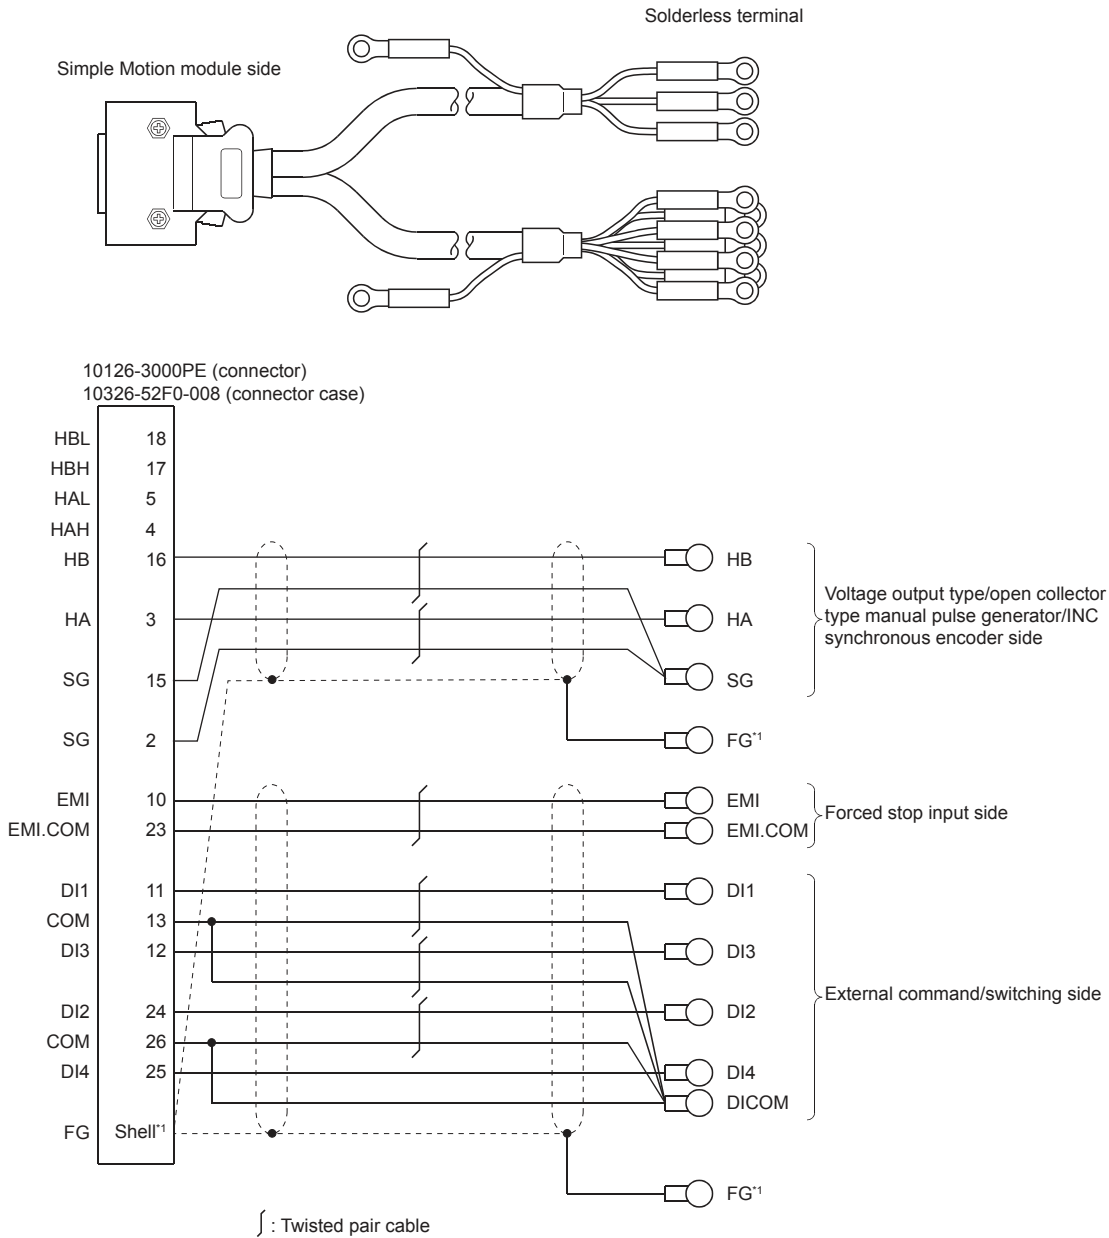 Solderless terminal
Simple Motion module side
10126-3000PE (connector)
10326-52F0-008 (connector case)
HBL 18
HBH 17
HAL 5
HAH 4
HB 16 HB
HA 3 HA
SG 15 SG
SG 2 FG*1
Voltage output type/open collector
type manual pulse generator/INC
synchronous encoder side
EMI 10 EMI
EMI.COM 23 EMI.COM
Forced stop input side
DI1 11 DI1
COM 13
DI3 12 DI3
DI2 24 DI2
COM 26
DI4 25 DI4
DICOM
External command/switching side
FG Shell*1
FG*1
: Twisted pair cable